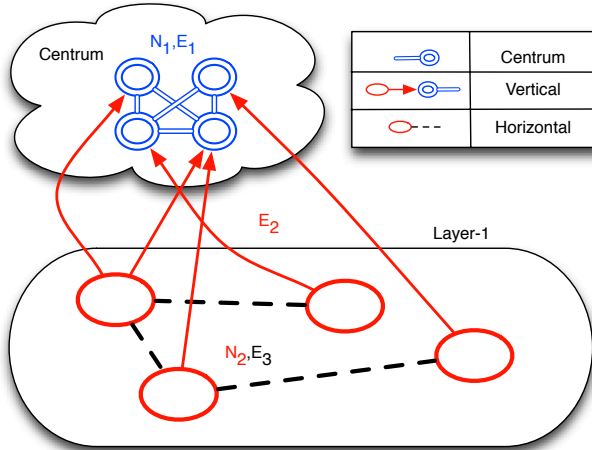 Centrum
N1,E1
Centrum
Vertical
Horizontal
E2
Layer-1
N2,E3